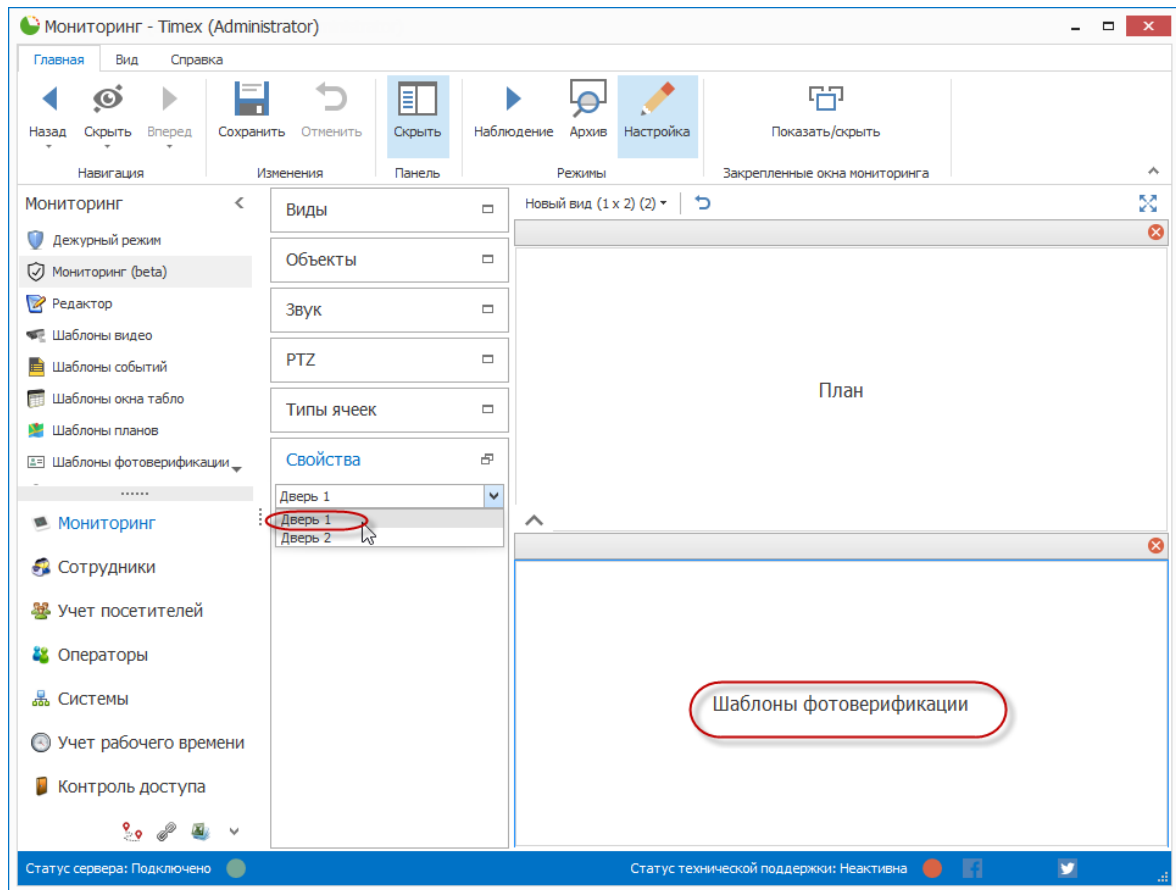 Мониторинг - Timex (Administrator)
Главная Вид Справка
Назад Скрыть Вперед Сохранить Отменить Скрыть Наблюдение Архив Настройка Показать/скрыть
Навигация Изменения Панель Режимы Закрепленные окна мониторинга
Мониторинг
Дежурный режим
Мониторинг (beta)
Редактор
Шаблоны видео
Шаблоны событий
Шаблоны окна табло
Шаблоны планов
Шаблоны фотоверификации
Мониторинг
Сотрудники
Учет посетителей
Операторы
Системы
Учет рабочего времени
Контроль доступа
Виды
Объекты
Звук
PTZ
Типы ячеек
Свойства
Дверь 1
Дверь 1
Дверь 2
Новый вид (1 x 2) (2)
План
Шаблоны фотоверификации
Статус сервера: Подключено Статус технической поддержки: Неактивна